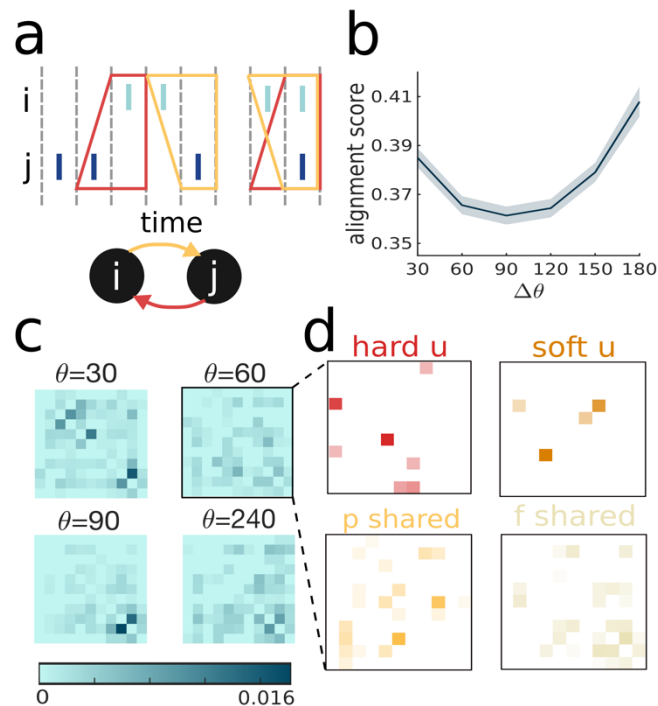 a
i
j
time
i j
b
alignment score
0.41
0.39
0.37
0.35
30 60 90 120 150 180
Δθ
c
θ=30 θ=60
θ=90 θ=240
0 0.016
d
hard u soft u
p shared f shared